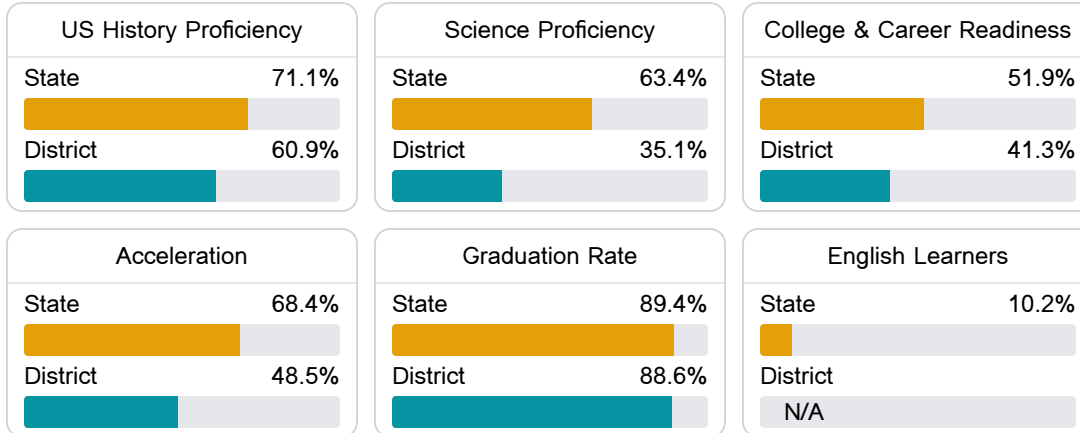 US History Proficiency
State 71.1%
District 60.9%
Science Proficiency
State 63.4%
District 35.1%
College & Career Readiness
State 51.9%
District 41.3%
Acceleration
State 68.4%
District 48.5%
Graduation Rate
State 89.4%
District 88.6%
English Learners
State 10.2%
District
N/A